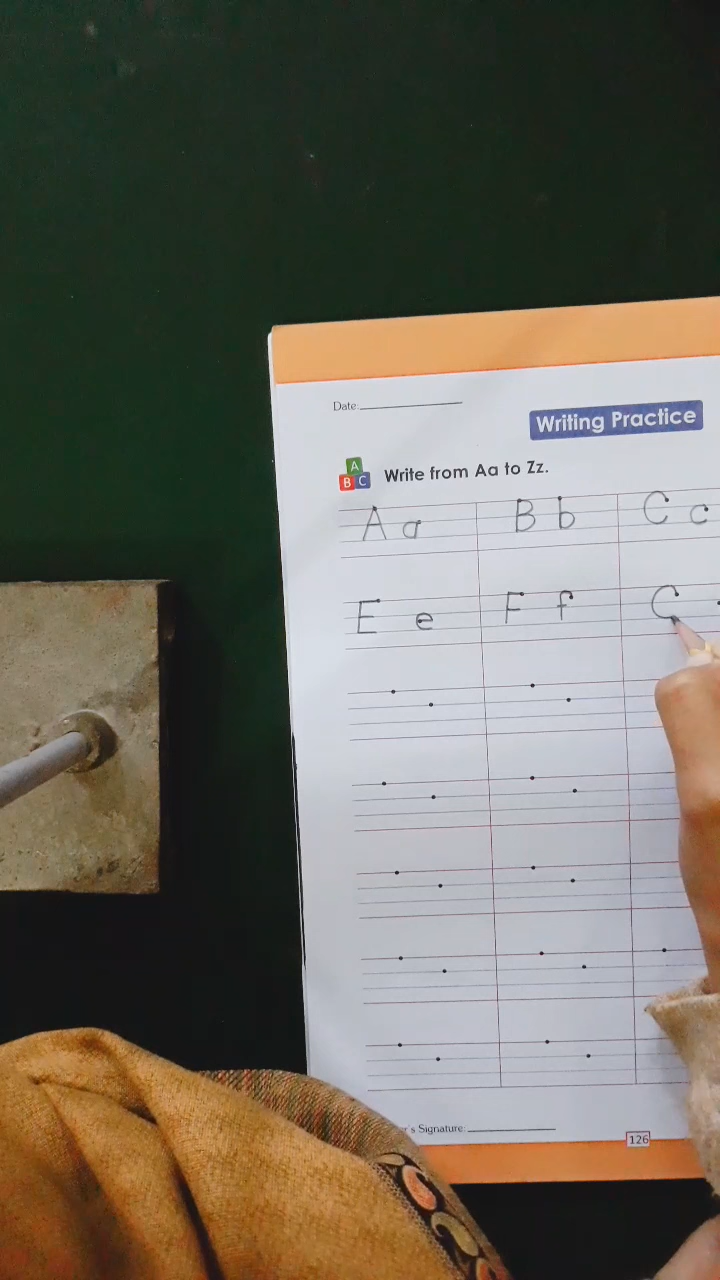 Date:
Writing Practice
A
B C
Write from Aa to Zz.
A a B b C c
E e F f C
's Signature:
126